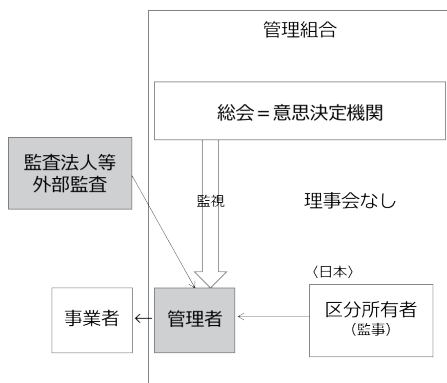 管理組合
総会＝意思決定機関
監査法人等
外部監査
監視
理事会なし
〈日本〉
事業者
管理者
区分所有者
（監事）